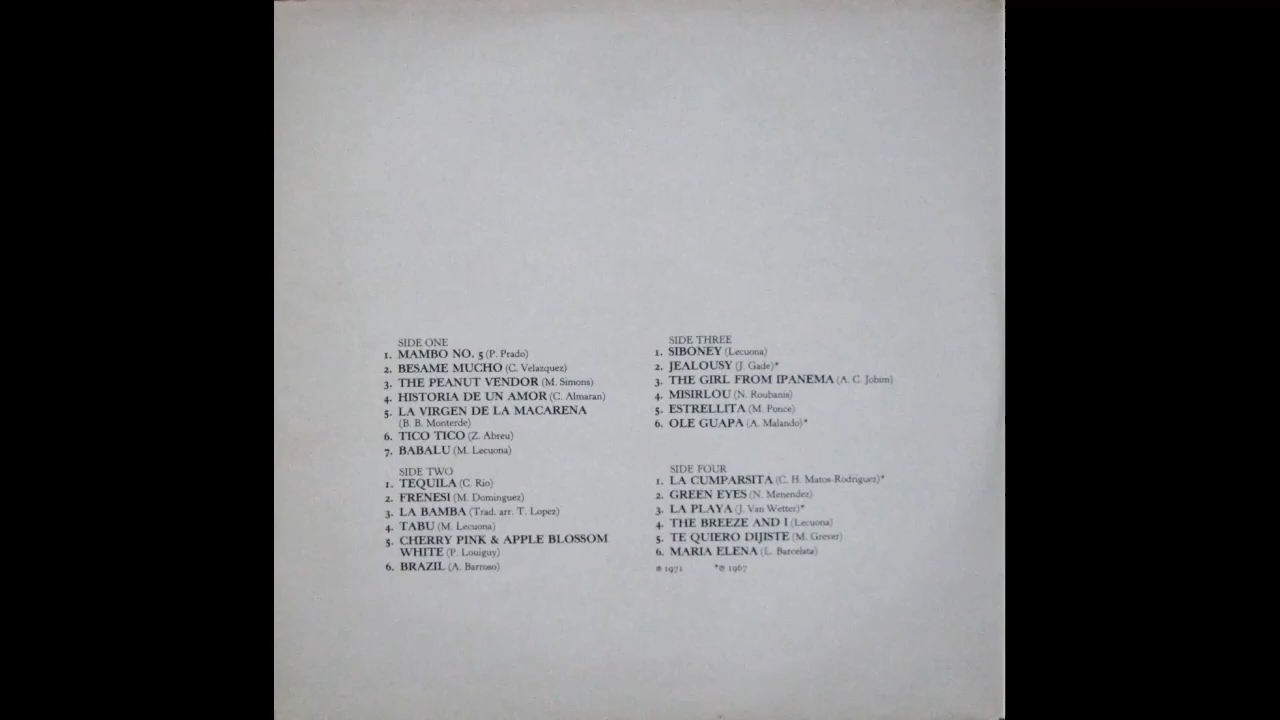 SIDE ONE
1. MAMBO NO. 5 (P. Prado)
2. BESAME MUCHO (C. Velazquez)
3. THE PEANUT VENDOR (M. Simons)
4. HISTORIA DE UN AMOR (C. Almaran)
5. LA VIRGEN DE LA MACARENA
(B. B. Monterde)
6. TICO TICO (Z. Abreu)
7. BABALU (M. Lecuona)
SIDE TWO
1. TEQUILA (C. Rio)
2. FRENESI (M. Dominguez)
3. LA BAMBA (Trad. arr. T. Lopez)
4. TABU (M. Lecuona)
5. CHERRY PINK & APPLE BLOSSOM
WHITE (P. Louiguy)
6. BRAZIL (A. Barroso)
SIDE THREE
1. SIBONEY (Lecuona)
2. JEALOUSY (J. Gade)*
3. THE GIRL FROM IPANEMA (A. C. Jobim)
4. MISIRLOU (N. Roubanis)
5. ESTRELLITA (M. Ponce)
6. OLE GUAPA (A. Malando)*
SIDE FOUR
1. LA CUMPARSITA (C. H. Matos-Rodriguez)*
2. GREEN EYES (N. Menendez)
3. LA PLAYA (J. Van Wetter)*
4. THE BREEZE AND I (Lecuona)
5. TE QUIERO DIJISTE (M. Grever)
6. MARIA ELENA (L. Barcelata)
℗ 1971 *℗ 1967